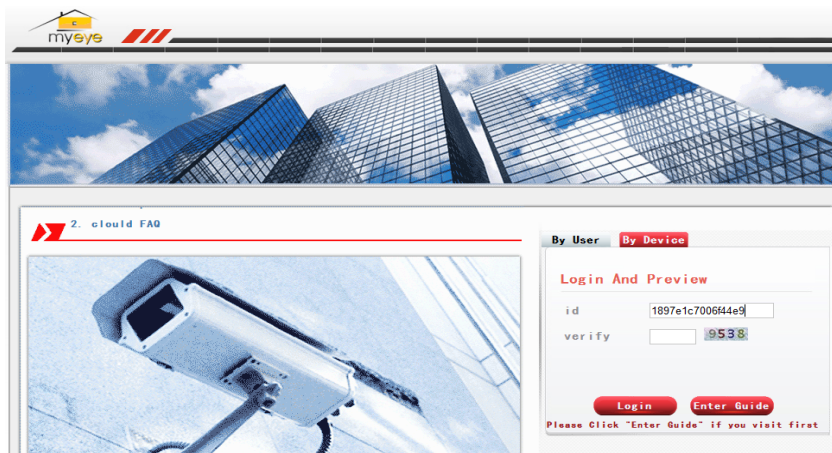 myeye
2. clould FAQ
By User By Device
Login And Preview
id 1897e1c7006f44e9
verify 9538
Login Enter Guide
Please Click "Enter Guide" if you visit first